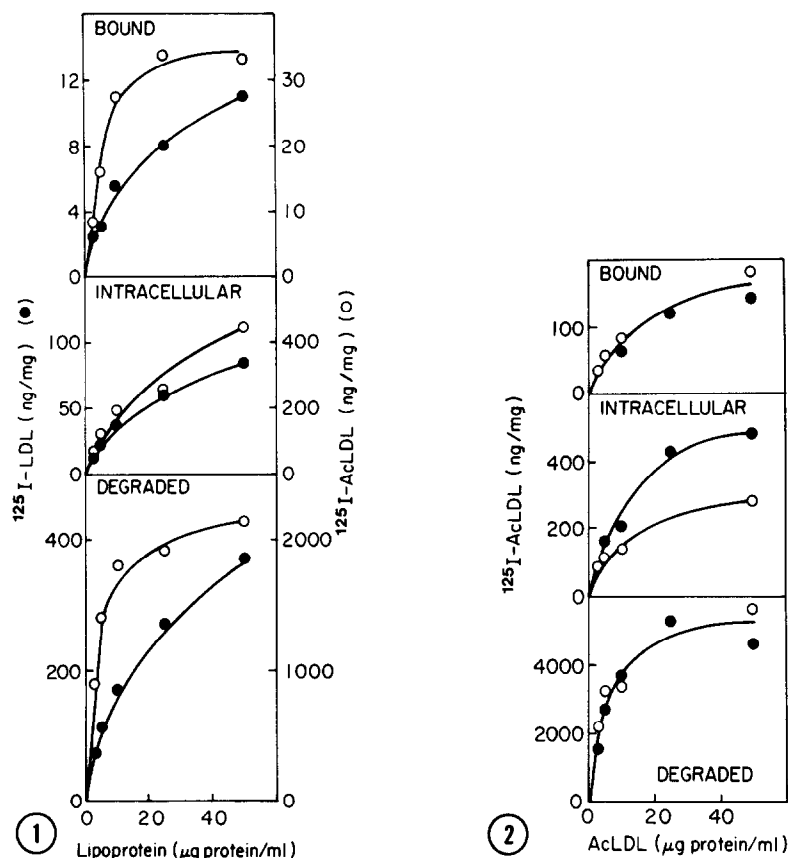 BOUND
12
8
4
0
30
20
10
0
INTRACELLULAR
100
50
0
400
200
0
DEGRADED
400
200
0
2000
1000
0
0 20 40
Lipoprotein (μg protein/ml)
125I-LDL (ng/mg) (●)
125I-AcLDL (ng/mg) (○)
1
BOUND
100
0
INTRACELLULAR
400
200
0
DEGRADED
4000
2000
0
0 20 40
AcLDL (μg protein/ml)
125I-AcLDL (ng/mg)
2